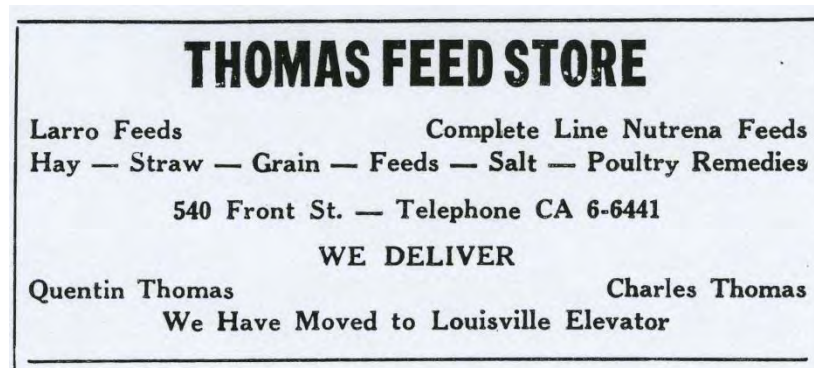 THOMAS FEED STORE
Larro Feeds Complete Line Nutrena Feeds
Hay — Straw — Grain — Feeds — Salt — Poultry Remedies
540 Front St. — Telephone CA 6-6441
WE DELIVER
Quentin Thomas Charles Thomas
We Have Moved to Louisville Elevator